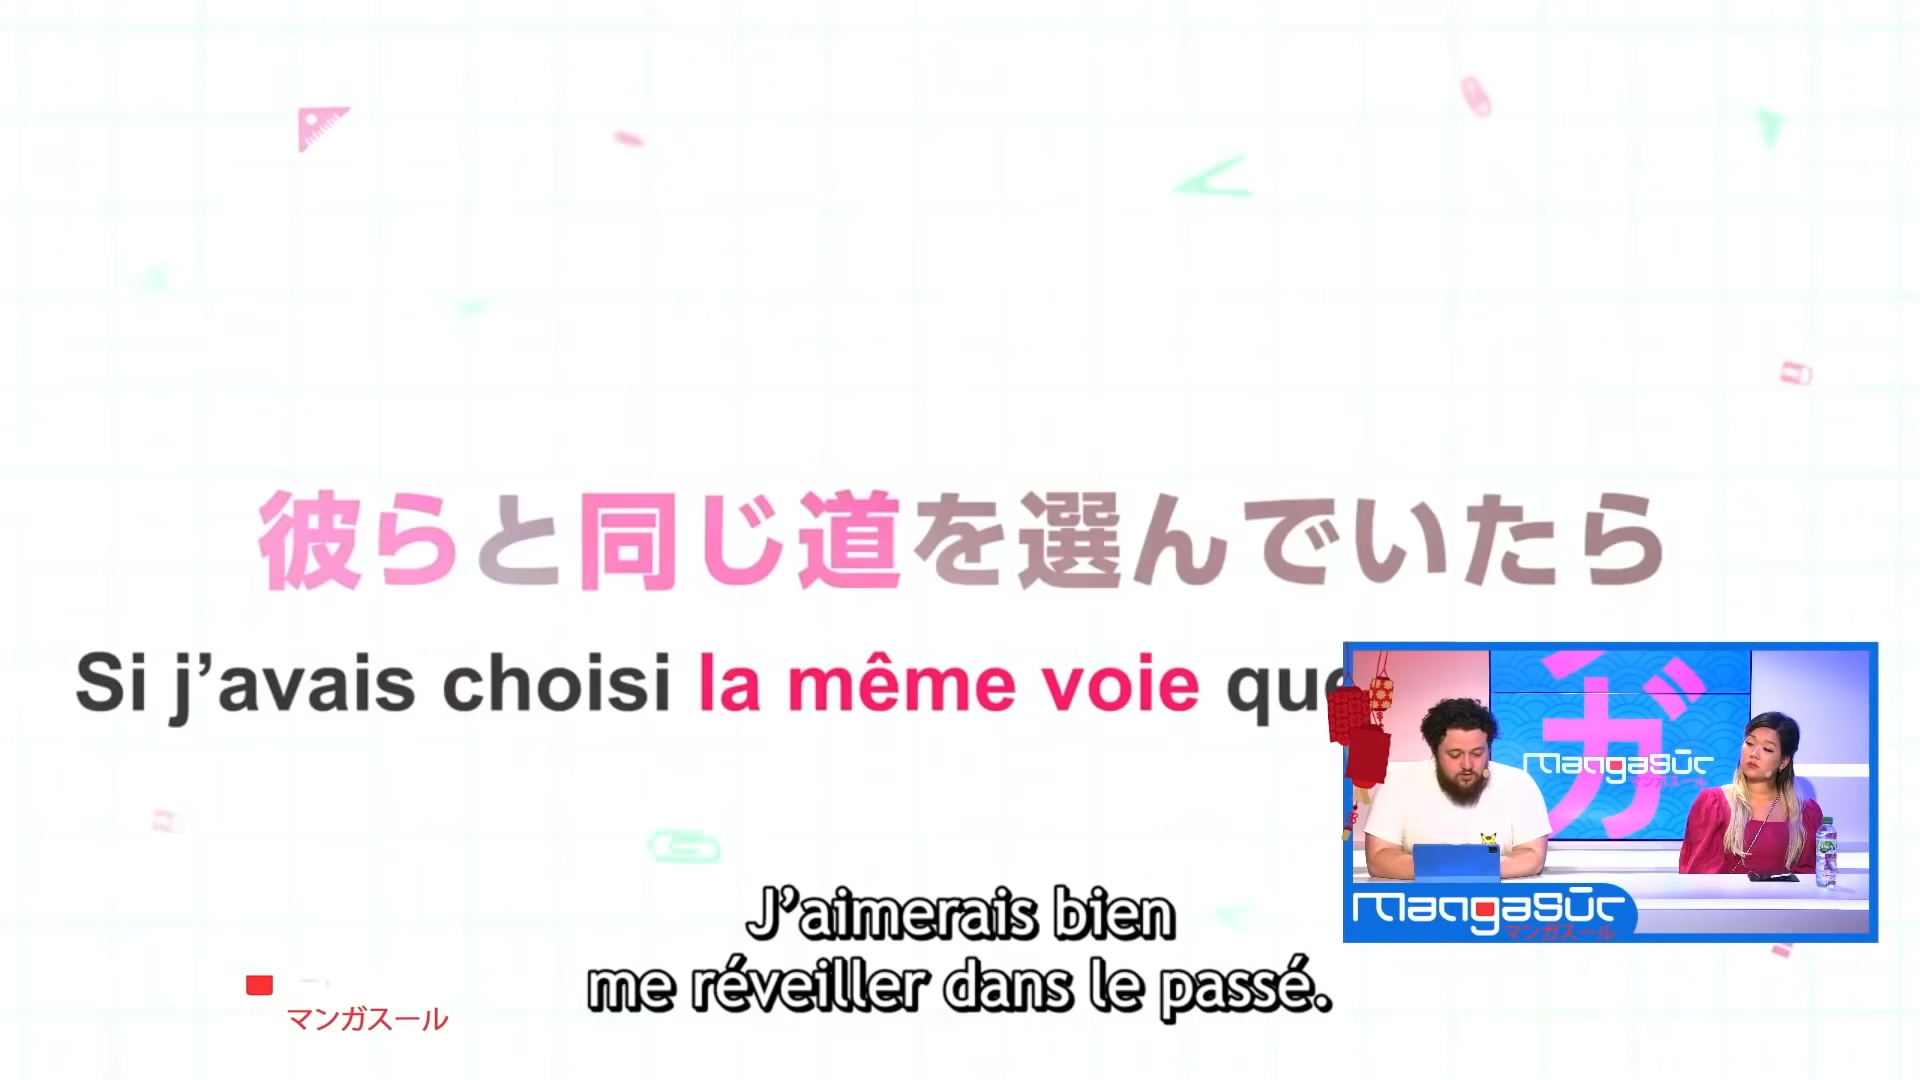 彼らと同じ道を選んでいたら
Si j’avais choisi la même voie que
ガ
mangasūr
マンガスール
mangasūr
マンガスール
J’aimerais bien
me réveiller dans le passé.
マンガスール